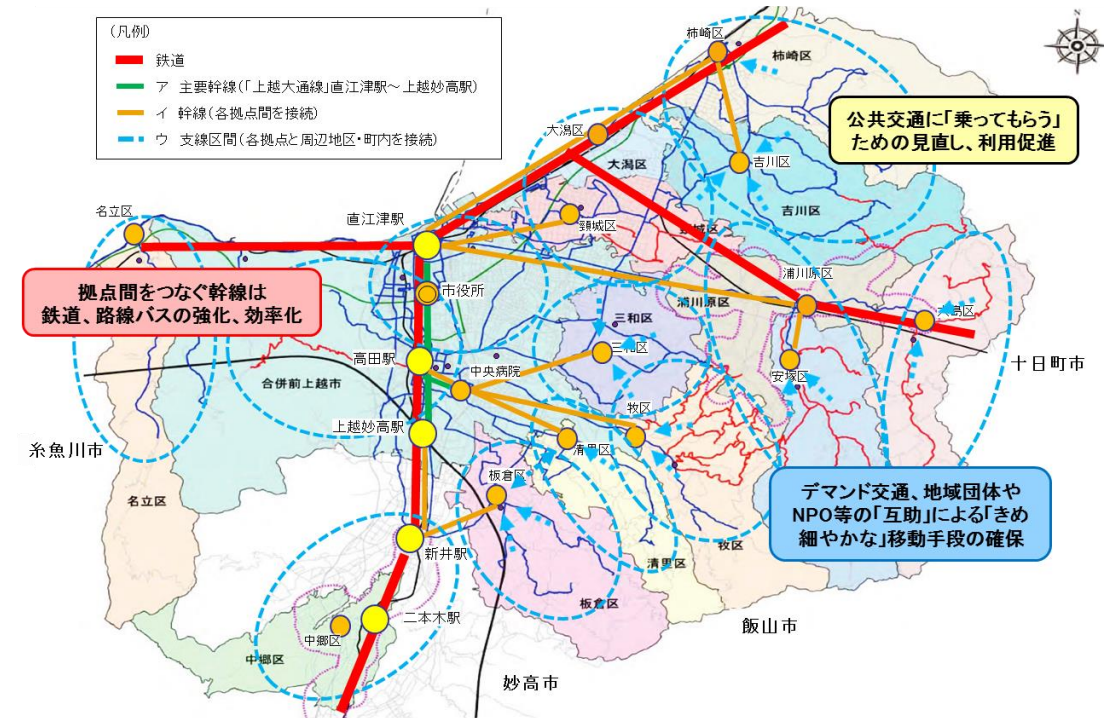 (凡例)
鉄道
ア 主要幹線(「上越大通線」直江津駅～上越妙高駅)
イ 幹線(各拠点間を接続)
ウ 支線区間(各拠点と周辺地区・町内を接続)
N
柿崎区
柿崎区
公共交通に「乗ってもらう」
ための見直し、利用促進
大潟区
大潟区
吉川区
吉川区
名立区
直江津駅
頸城区
頸城区
浦川原区
浦川原区
大島区
拠点間をつなぐ幹線は
鉄道、路線バスの強化、効率化
市役所
三和区
三和区
高田駅
中央病院
安塚区
十日町市
合併前上越市
上越妙高駅
牧区
清里区
糸魚川市
板倉区
名立区
デマンド交通、地域団体や
NPO等の「互助」による「きめ
細やかな」移動手段の確保
新井駅
牧区
清里区
板倉区
二本木駅
飯山市
中郷区
中郷区
妙高市